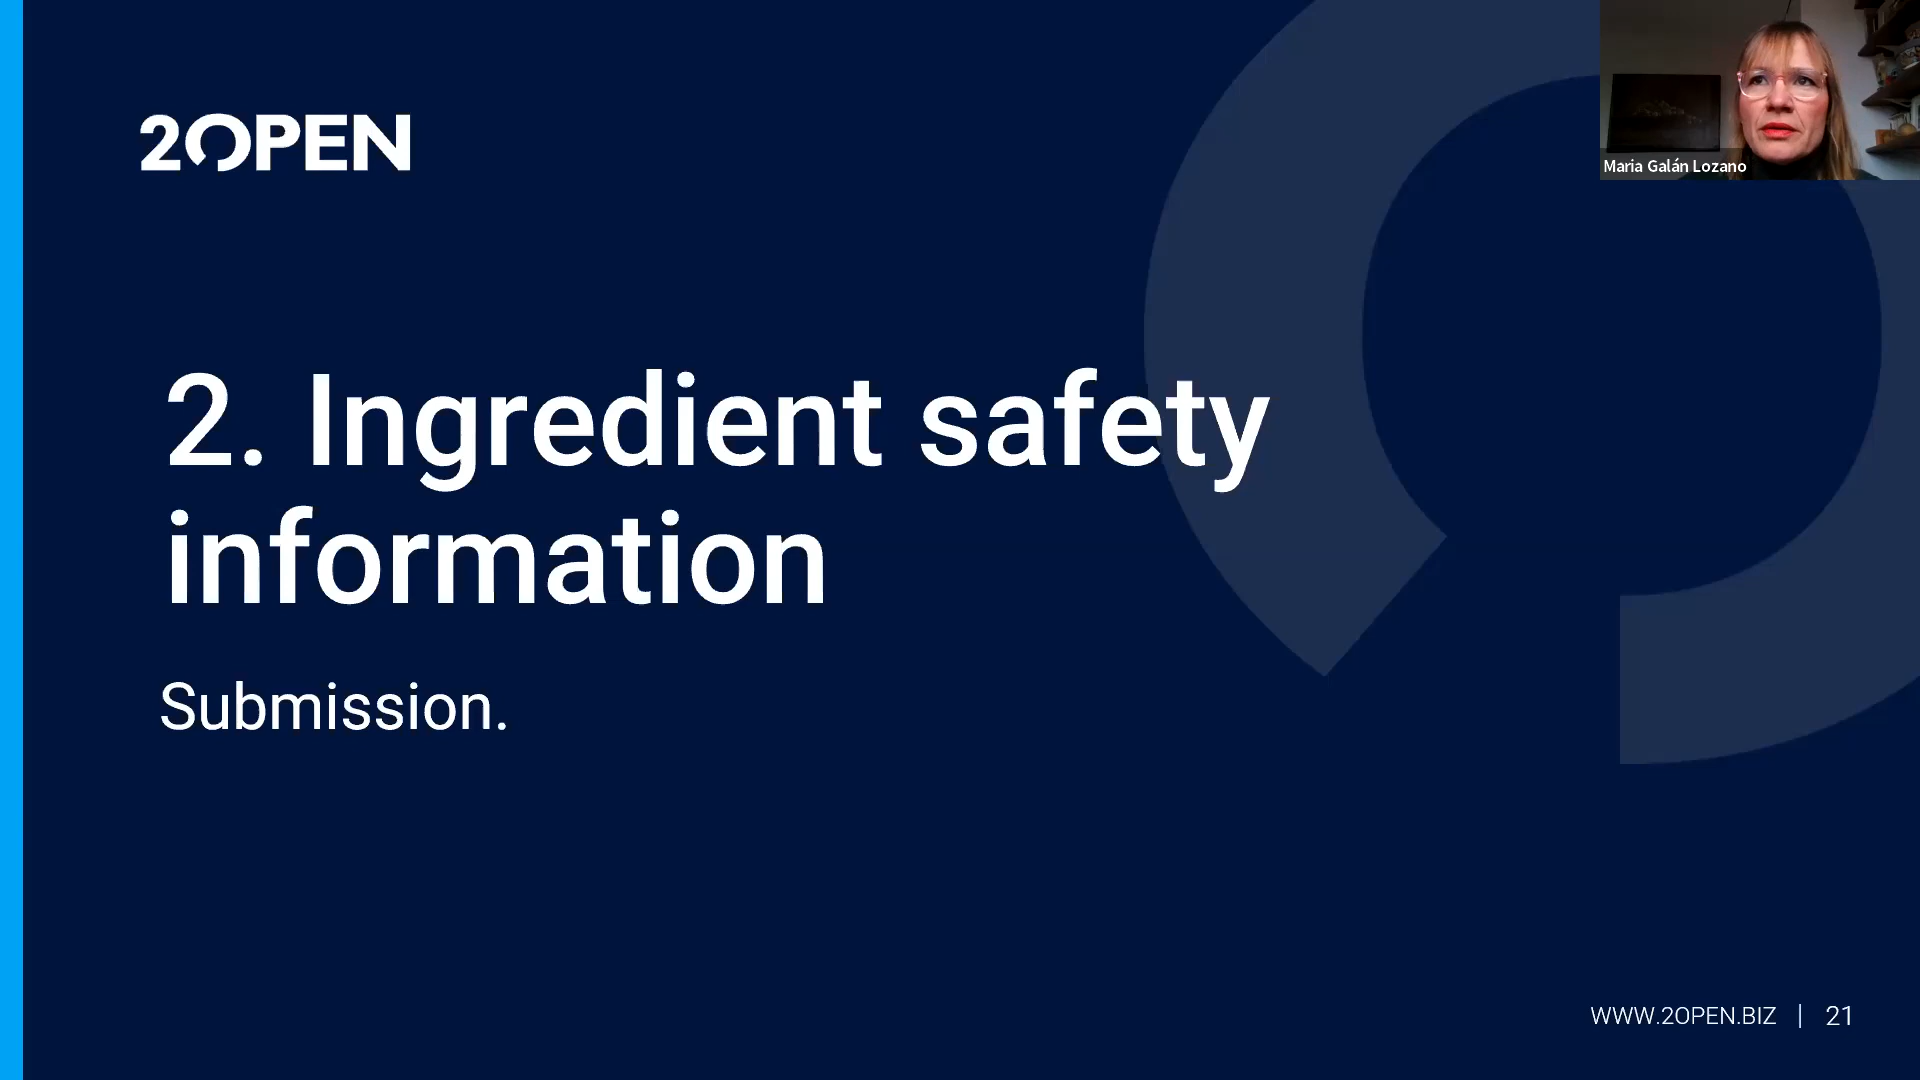 2OPEN
Maria Galán Lozano
2. Ingredient safety
information
Submission.
WWW.2OPEN.BIZ | 21